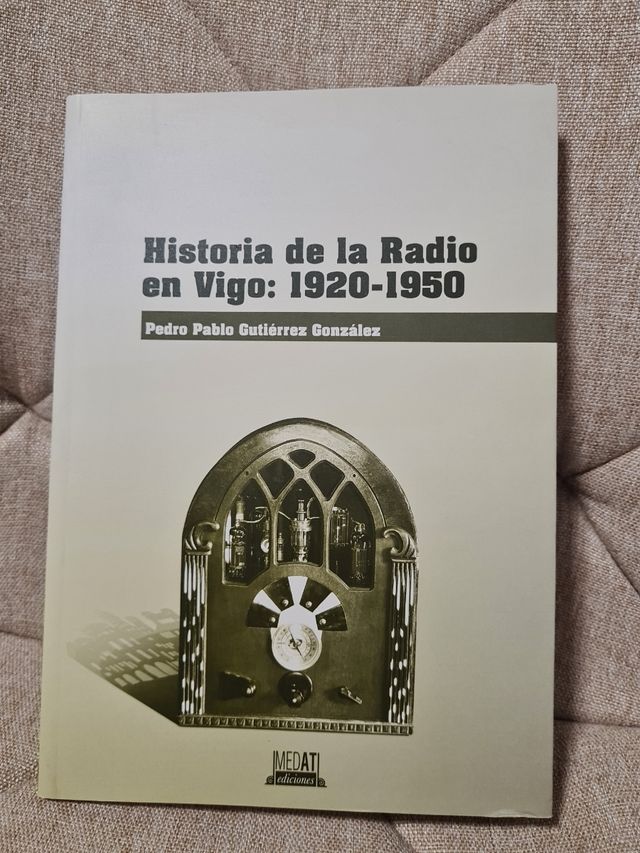 Historia de la Radio
en Vigo: 1920-1950
Pedro Pablo Gutiérrez González
MEDAT
ediciones